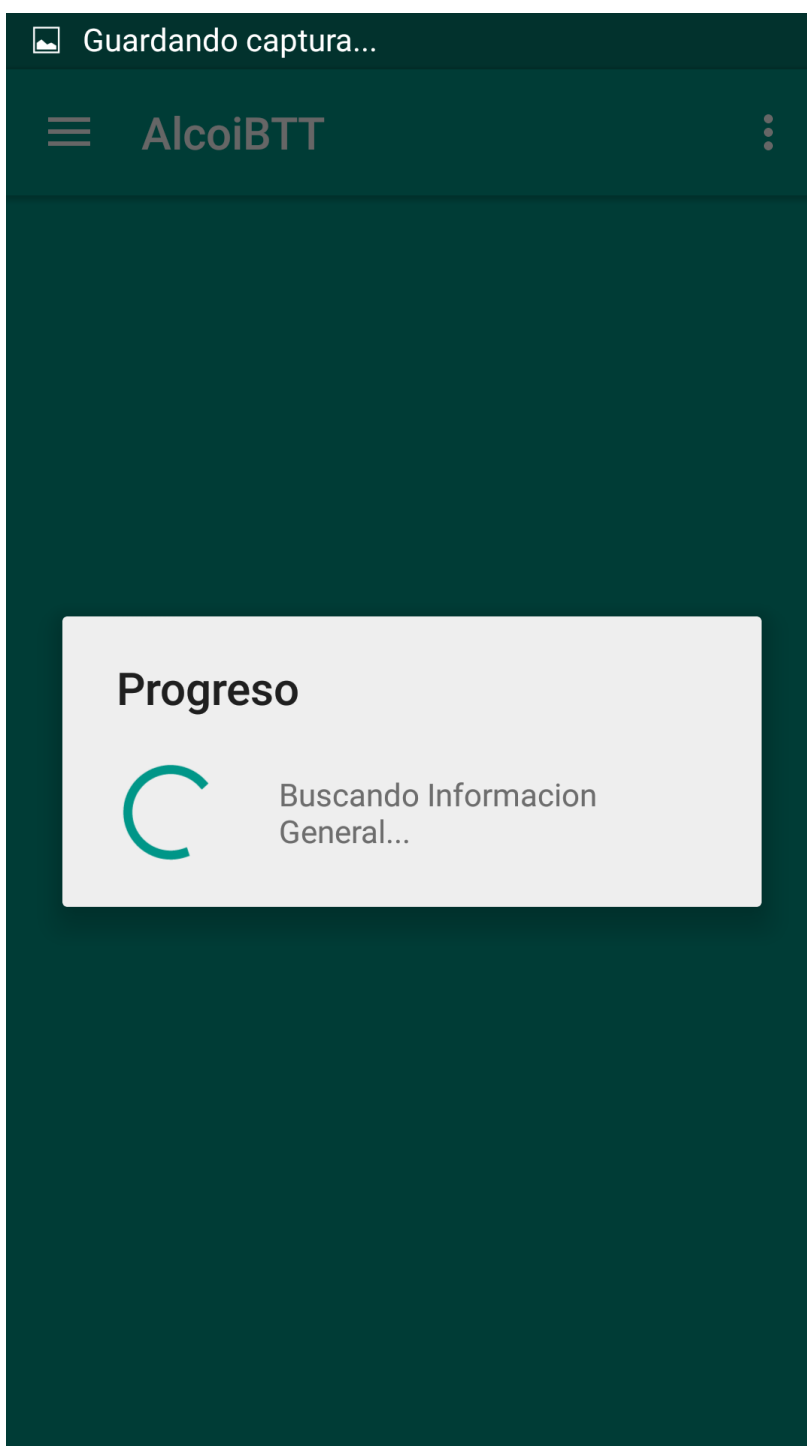 Guardando captura...
AlcoiBTT
Progreso
Buscando Informacion
General...